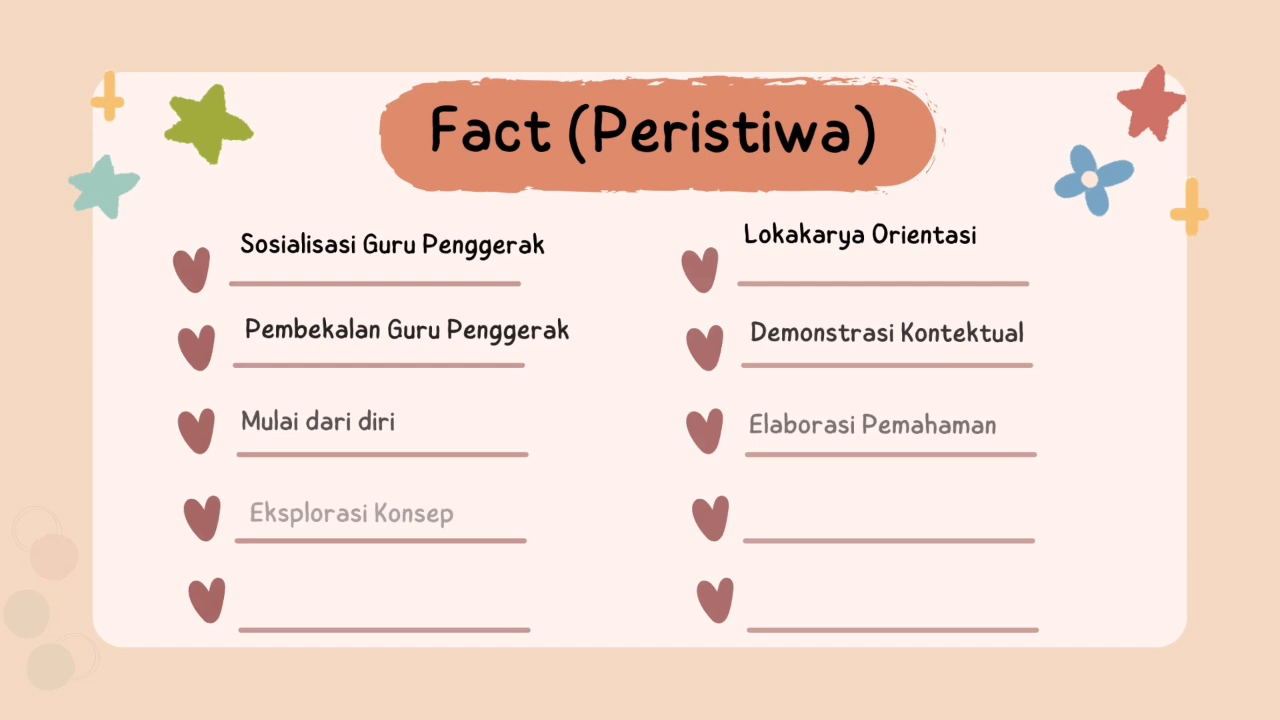 Fact (Peristiwa)
Sosialisasi Guru Penggerak
Pembekalan Guru Penggerak
Mulai dari diri
Eksplorasi Konsep
Lokakarya Orientasi
Demonstrasi Kontektual
Elaborasi Pemahaman